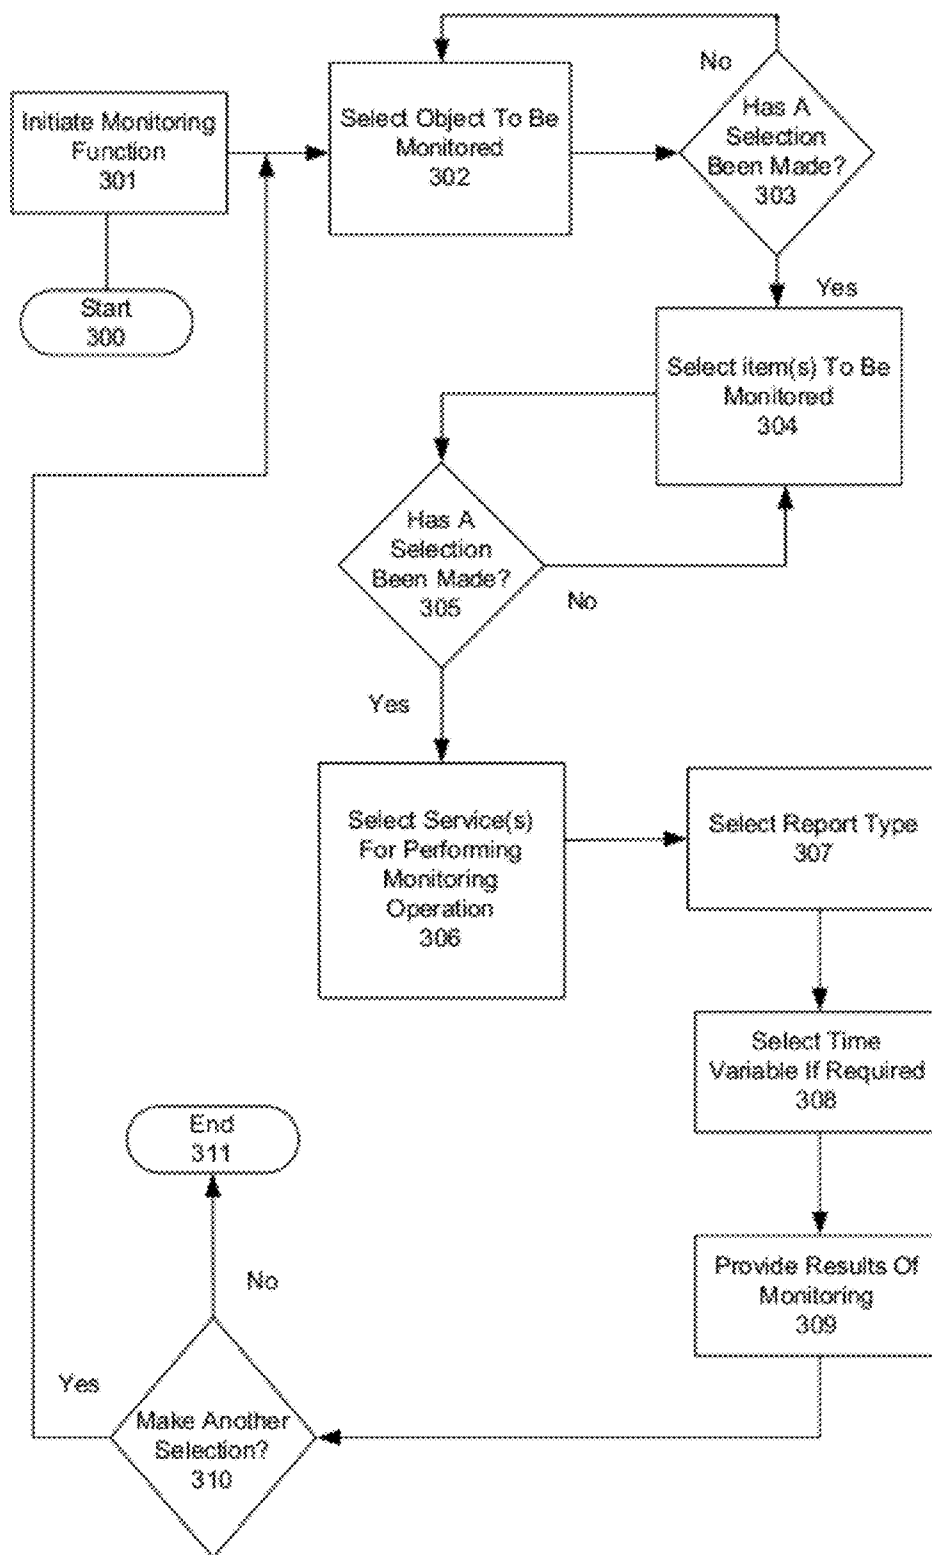 Initiate Monitoring
Function
301
Start
300
Select Object To Be
Monitored
302
No
Has A
Selection
Been Made?
303
Yes
Select item(s) To Be
Monitored
304
Has A
Selection
Been Made?
305
No
Yes
Select Service(s)
For Performing
Monitoring
Operation
306
Select Report Type
307
Select Time
Variable If Required
308
Provide Results Of
Monitoring
309
End
311
No
Yes
Make Another
Selection?
310